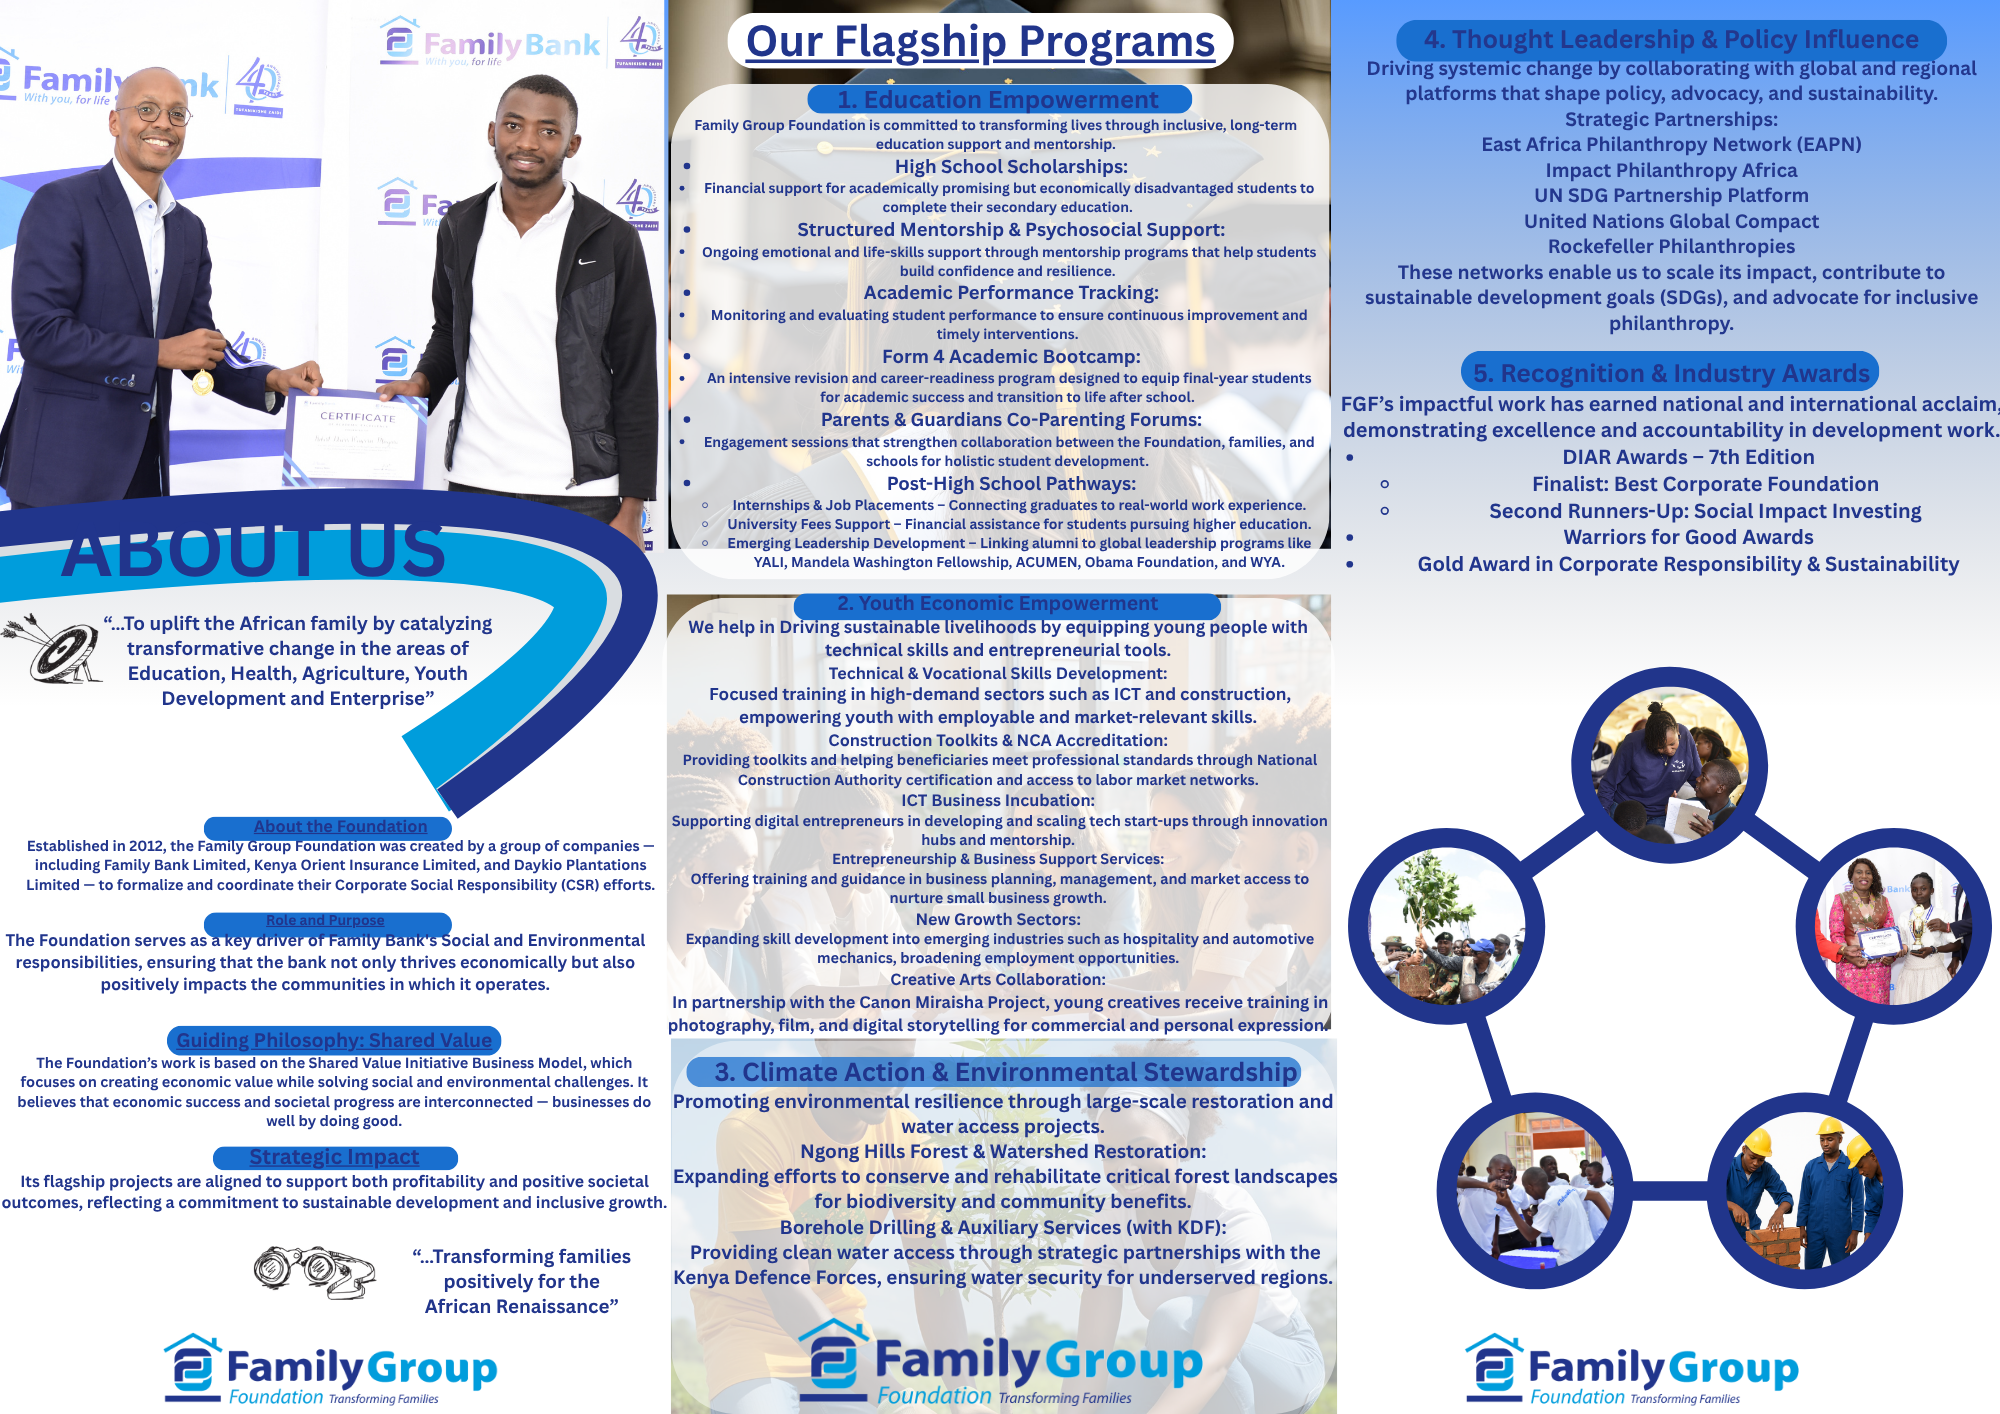 FamilyBank
With you, for life
40
YEARS
TUFANIKISHE ZAIDI
Family nk
With you, for life
40
TUFANIKISHE ZAIDI
Fa
40
TUFANIKISHE ZAIDI
CERTIFICATE
ABOUT US
“...To uplift the African family by catalyzing
transformative change in the areas of
Education, Health, Agriculture, Youth
Development and Enterprise”
About the Foundation
Established in 2012, the Family Group Foundation was created by a group of companies —
including Family Bank Limited, Kenya Orient Insurance Limited, and Daykio Plantations
Limited — to formalize and coordinate their Corporate Social Responsibility (CSR) efforts.
Role and Purpose
The Foundation serves as a key driver of Family Bank's Social and Environmental
responsibilities, ensuring that the bank not only thrives economically but also
positively impacts the communities in which it operates.
Guiding Philosophy: Shared Value
The Foundation’s work is based on the Shared Value Initiative Business Model, which
focuses on creating economic value while solving social and environmental challenges. It
believes that economic success and societal progress are interconnected — businesses do
well by doing good.
Strategic Impact
Its flagship projects are aligned to support both profitability and positive societal
outcomes, reflecting a commitment to sustainable development and inclusive growth.
“...Transforming families
positively for the
African Renaissance”
FamilyGroup
Foundation Transforming Families
Our Flagship Programs
1. Education Empowerment
Family Group Foundation is committed to transforming lives through inclusive, long-term
education support and mentorship.
• High School Scholarships:
• Financial support for academically promising but economically disadvantaged students to
complete their secondary education.
• Structured Mentorship & Psychosocial Support:
• Ongoing emotional and life-skills support through mentorship programs that help students
build confidence and resilience.
• Academic Performance Tracking:
• Monitoring and evaluating student performance to ensure continuous improvement and
timely interventions.
• Form 4 Academic Bootcamp:
• An intensive revision and career-readiness program designed to equip final-year students
for academic success and transition to life after school.
• Parents & Guardians Co-Parenting Forums:
• Engagement sessions that strengthen collaboration between the Foundation, families, and
schools for holistic student development.
• Post-High School Pathways:
◦ Internships & Job Placements – Connecting graduates to real-world work experience.
◦ University Fees Support – Financial assistance for students pursuing higher education.
◦ Emerging Leadership Development – Linking alumni to global leadership programs like
YALI, Mandela Washington Fellowship, ACUMEN, Obama Foundation, and WYA.
2. Youth Economic Empowerment
We help in Driving sustainable livelihoods by equipping young people with
technical skills and entrepreneurial tools.
Technical & Vocational Skills Development:
Focused training in high-demand sectors such as ICT and construction,
empowering youth with employable and market-relevant skills.
Construction Toolkits & NCA Accreditation:
Providing toolkits and helping beneficiaries meet professional standards through National
Construction Authority certification and access to labor market networks.
ICT Business Incubation:
Supporting digital entrepreneurs in developing and scaling tech start-ups through innovation
hubs and mentorship.
Entrepreneurship & Business Support Services:
Offering training and guidance in business planning, management, and market access to
nurture small business growth.
New Growth Sectors:
Expanding skill development into emerging industries such as hospitality and automotive
mechanics, broadening employment opportunities.
Creative Arts Collaboration:
In partnership with the Canon Miraisha Project, young creatives receive training in
photography, film, and digital storytelling for commercial and personal expression.
3. Climate Action & Environmental Stewardship
Promoting environmental resilience through large-scale restoration and
water access projects.
Ngong Hills Forest & Watershed Restoration:
Expanding efforts to conserve and rehabilitate critical forest landscapes
for biodiversity and community benefits.
Borehole Drilling & Auxiliary Services (with KDF):
Providing clean water access through strategic partnerships with the
Kenya Defence Forces, ensuring water security for underserved regions.
FamilyGroup
Foundation Transforming Families
4. Thought Leadership & Policy Influence
Driving systemic change by collaborating with global and regional
platforms that shape policy, advocacy, and sustainability.
Strategic Partnerships:
East Africa Philanthropy Network (EAPN)
Impact Philanthropy Africa
UN SDG Partnership Platform
United Nations Global Compact
Rockefeller Philanthropies
These networks enable us to scale its impact, contribute to
sustainable development goals (SDGs), and advocate for inclusive
philanthropy.
5. Recognition & Industry Awards
FGF’s impactful work has earned national and international acclaim,
demonstrating excellence and accountability in development work.
• DIAR Awards – 7th Edition
◦ Finalist: Best Corporate Foundation
◦ Second Runners-Up: Social Impact Investing
• Warriors for Good Awards
• Gold Award in Corporate Responsibility & Sustainability
FamilyGroup
Foundation Transforming Families